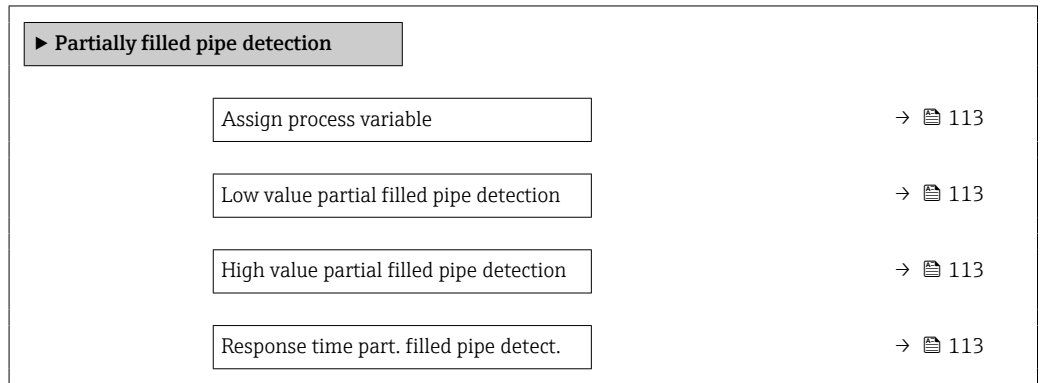 ▶ Partially filled pipe detection
Assign process variable → 113
Low value partial filled pipe detection → 113
High value partial filled pipe detection → 113
Response time part. filled pipe detect. → 113